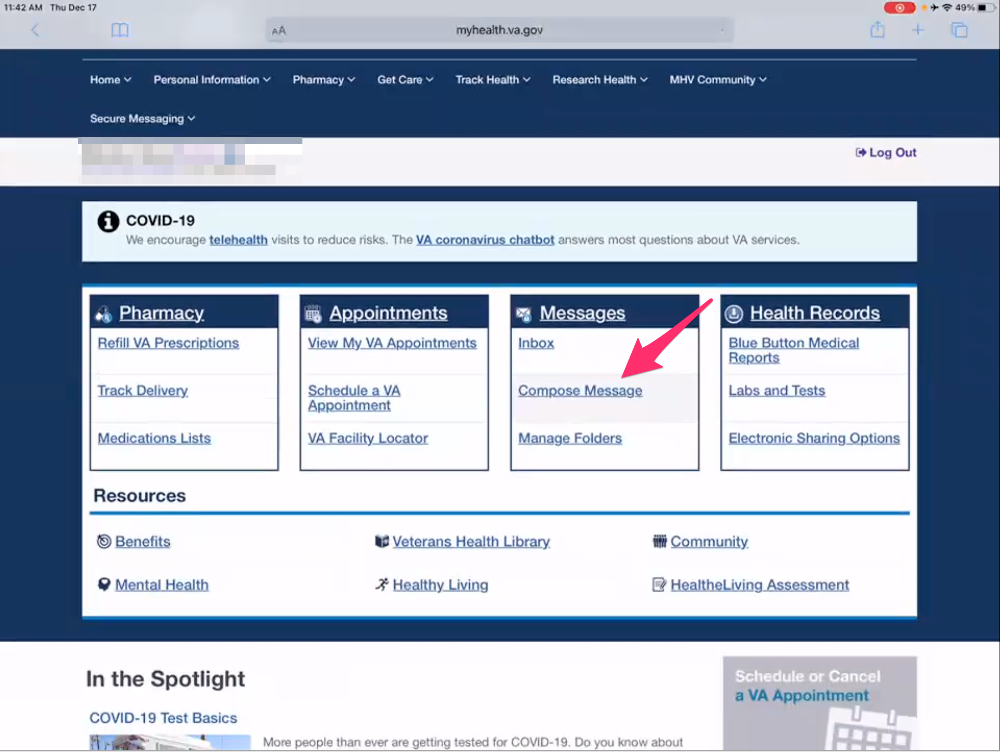 11:42 AM Thu Dec 17
49%
AA
myhealth.va.gov
Home
Personal Information
Pharmacy
Get Care
Track Health
Research Health
MHV Community
Secure Messaging
Log Out
COVID-19
We encourage telehealth visits to reduce risks. The VA coronavirus chatbot answers most questions about VA services.
Pharmacy
Refill VA Prescriptions
Track Delivery
Medications Lists
Appointments
View My VA Appointments
Schedule a VA
Appointment
VA Facility Locator
Messages
Inbox
Compose Message
Manage Folders
Health Records
Blue Button Medical
Reports
Labs and Tests
Electronic Sharing Options
Resources
Benefits
Veterans Health Library
Community
Mental Health
Healthy Living
HealtheLiving Assessment
In the Spotlight
COVID-19 Test Basics
More people than ever are getting tested for COVID-19. Do you know about
Schedule or Cancel
a VA Appointment